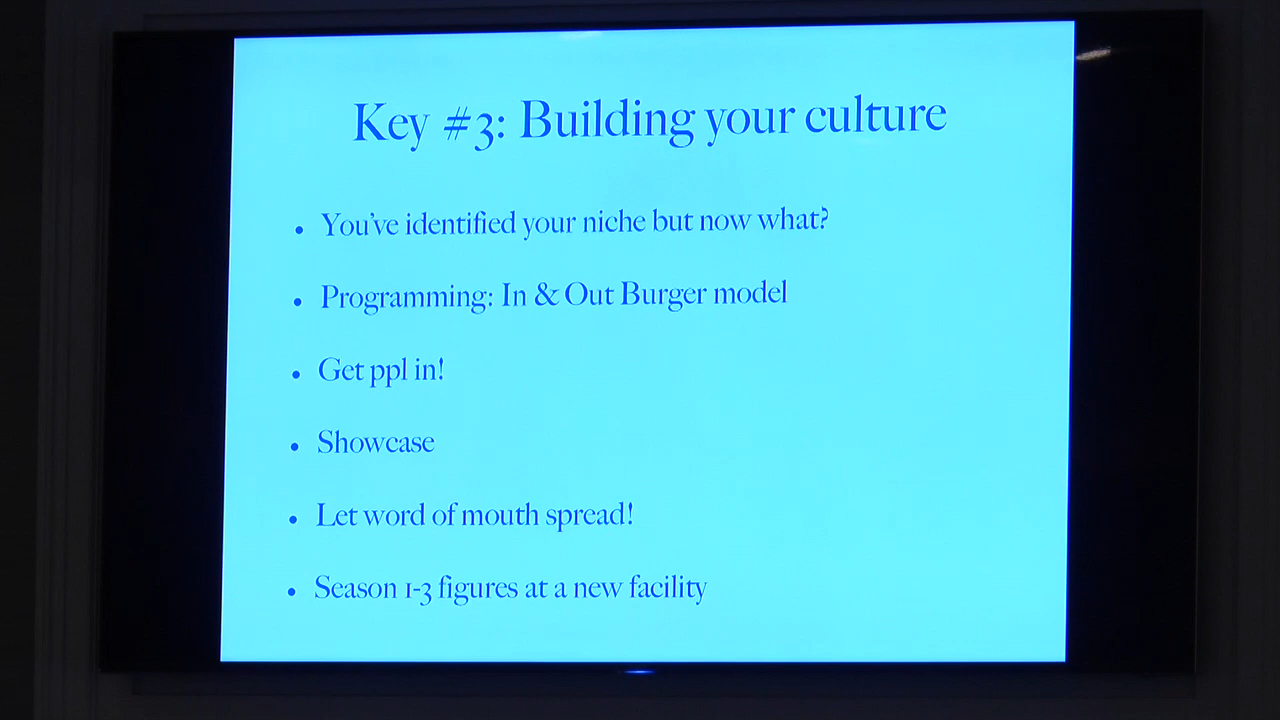 Key #3: Building your culture
• You've identified your niche but now what?
• Programming: In & Out Burger model
• Get ppl in!
• Showcase
• Let word of mouth spread!
• Season 1-3 figures at a new facility